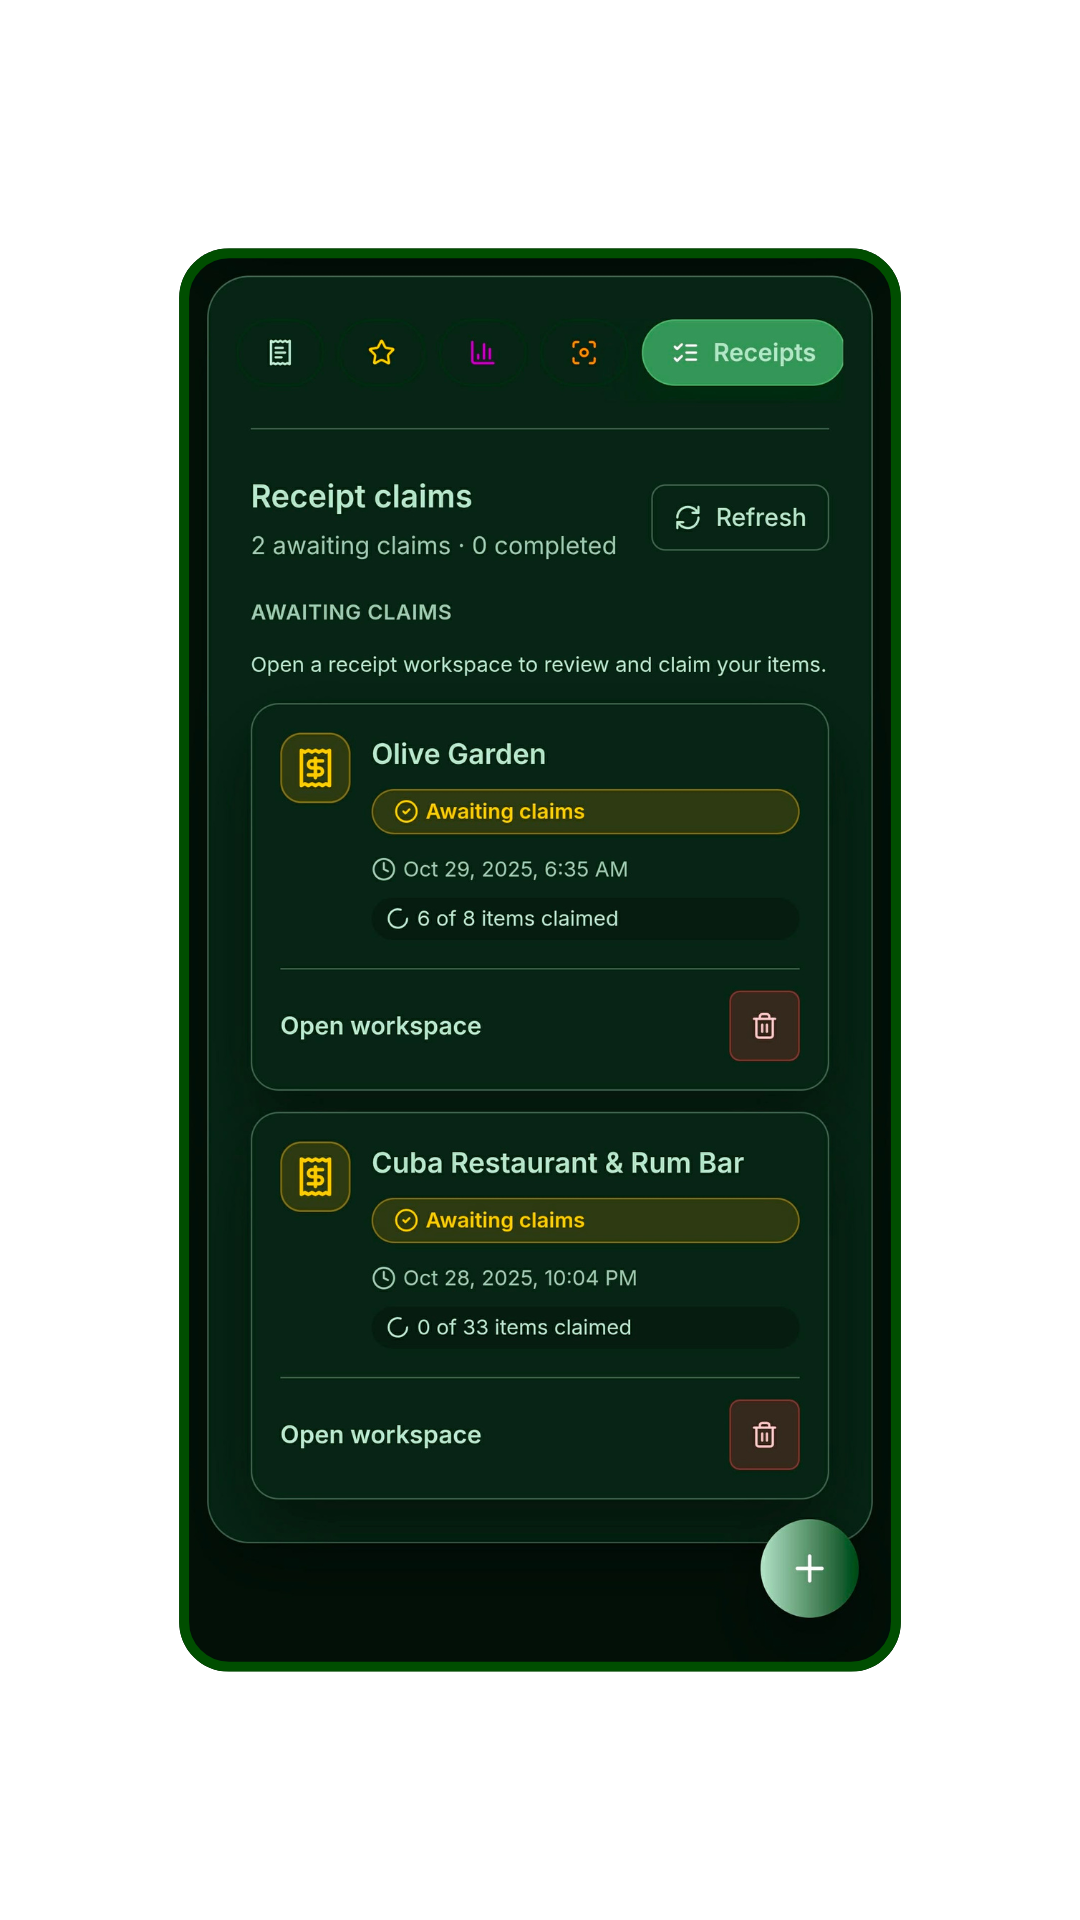 Receipts
Receipt claims
Refresh
2 awaiting claims · 0 completed
AWAITING CLAIMS
Open a receipt workspace to review and claim your items.
Olive Garden
Awaiting claims
Oct 29, 2025, 6:35 AM
6 of 8 items claimed
Open workspace
Cuba Restaurant & Rum Bar
Awaiting claims
Oct 28, 2025, 10:04 PM
0 of 33 items claimed
Open workspace